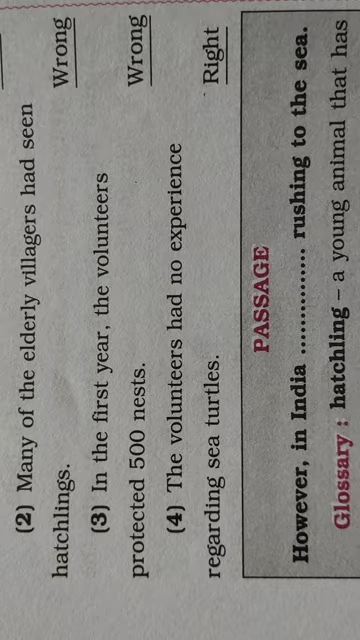 (2) Many of the elderly villagers had seen
hatchlings. Wrong
(3) In the first year, the volunteers
protected 500 nests. Wrong
(4) The volunteers had no experience
regarding sea turtles. Right
PASSAGE
However, in India ............... rushing to the sea.
Glossary : hatchling – a young animal that has